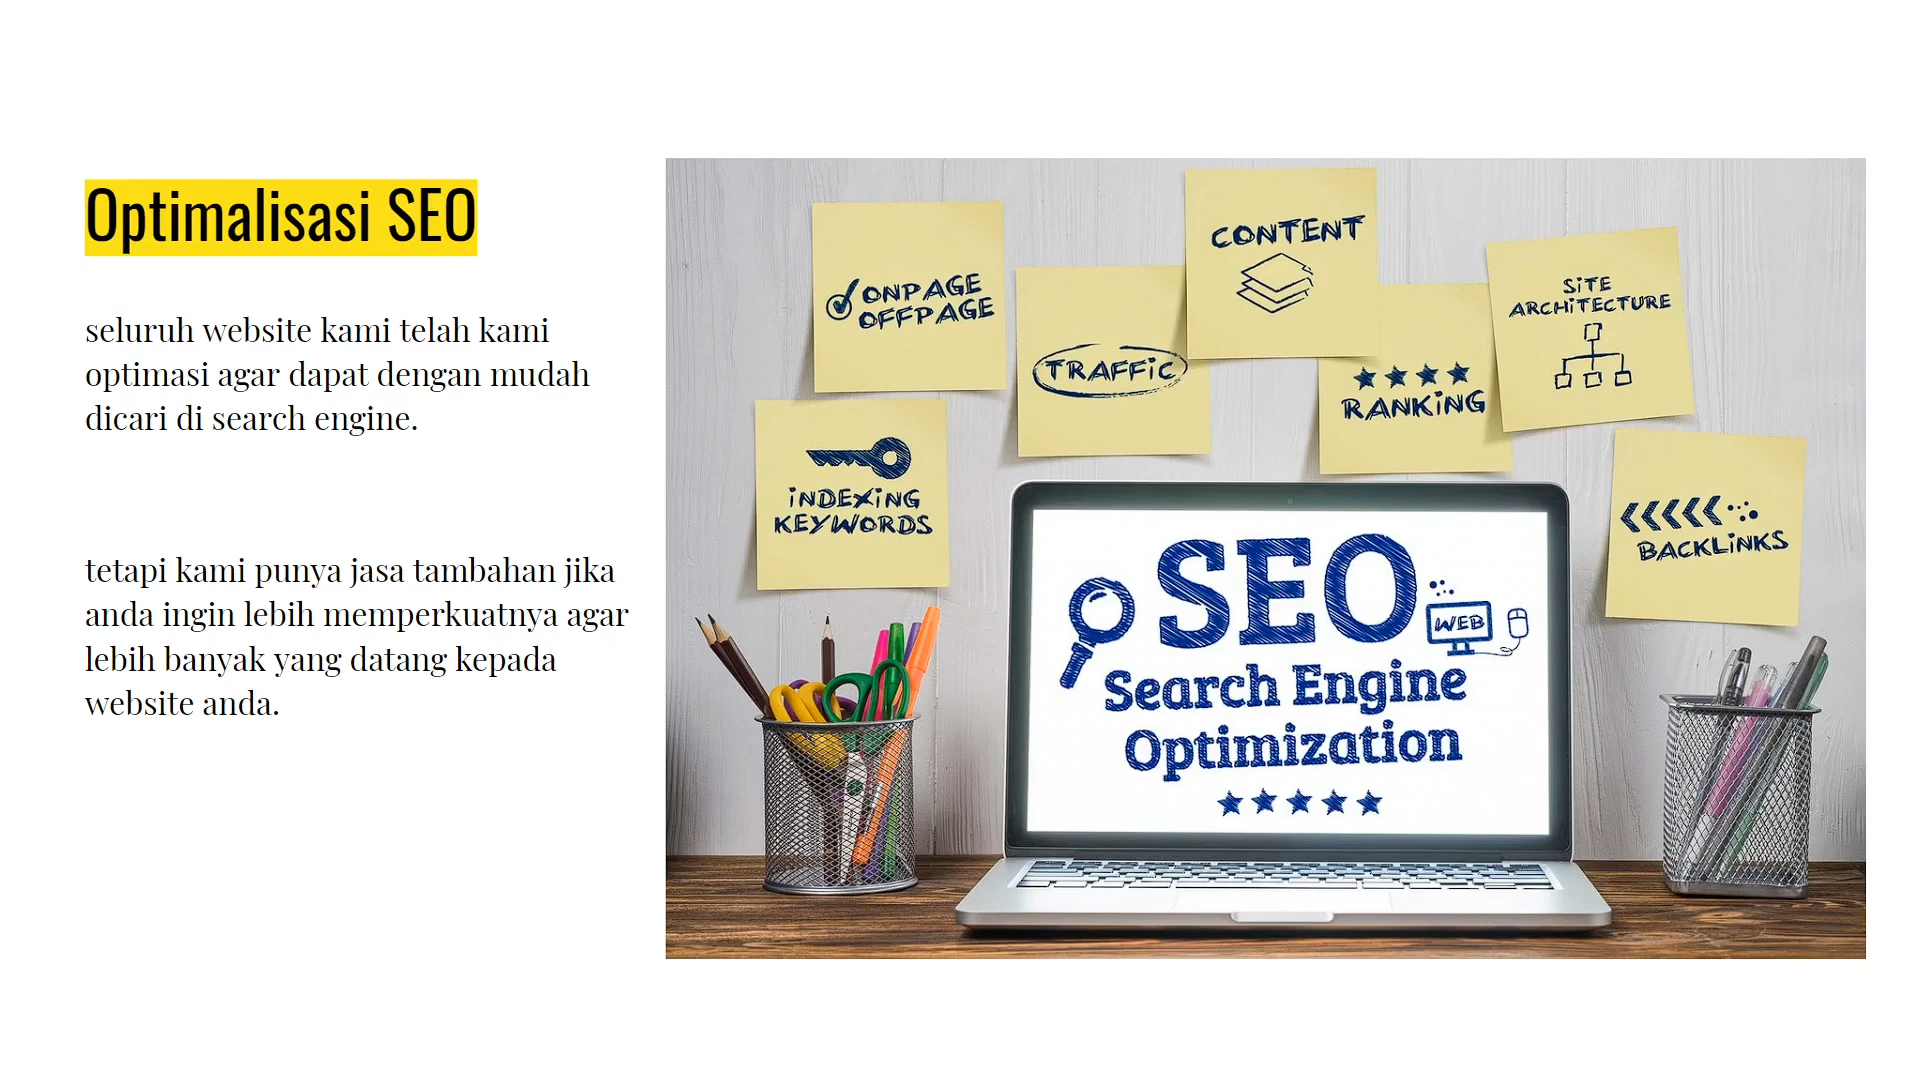 Optimalisasi SEO
seluruh website kami telah kami
optimasi agar dapat dengan mudah
dicari di search engine.
tetapi kami punya jasa tambahan jika
anda ingin lebih memperkuatnya agar
lebih banyak yang datang kepada
website anda.
ONPAGE
OFFPAGE
TRAFFiC
CONTENT
SiTE
ARCHiTECTURE
RANKiNG
iNDEXiNG
KEYWORDS
BACKLiNKS
SEO
WEB
Search Engine
Optimization